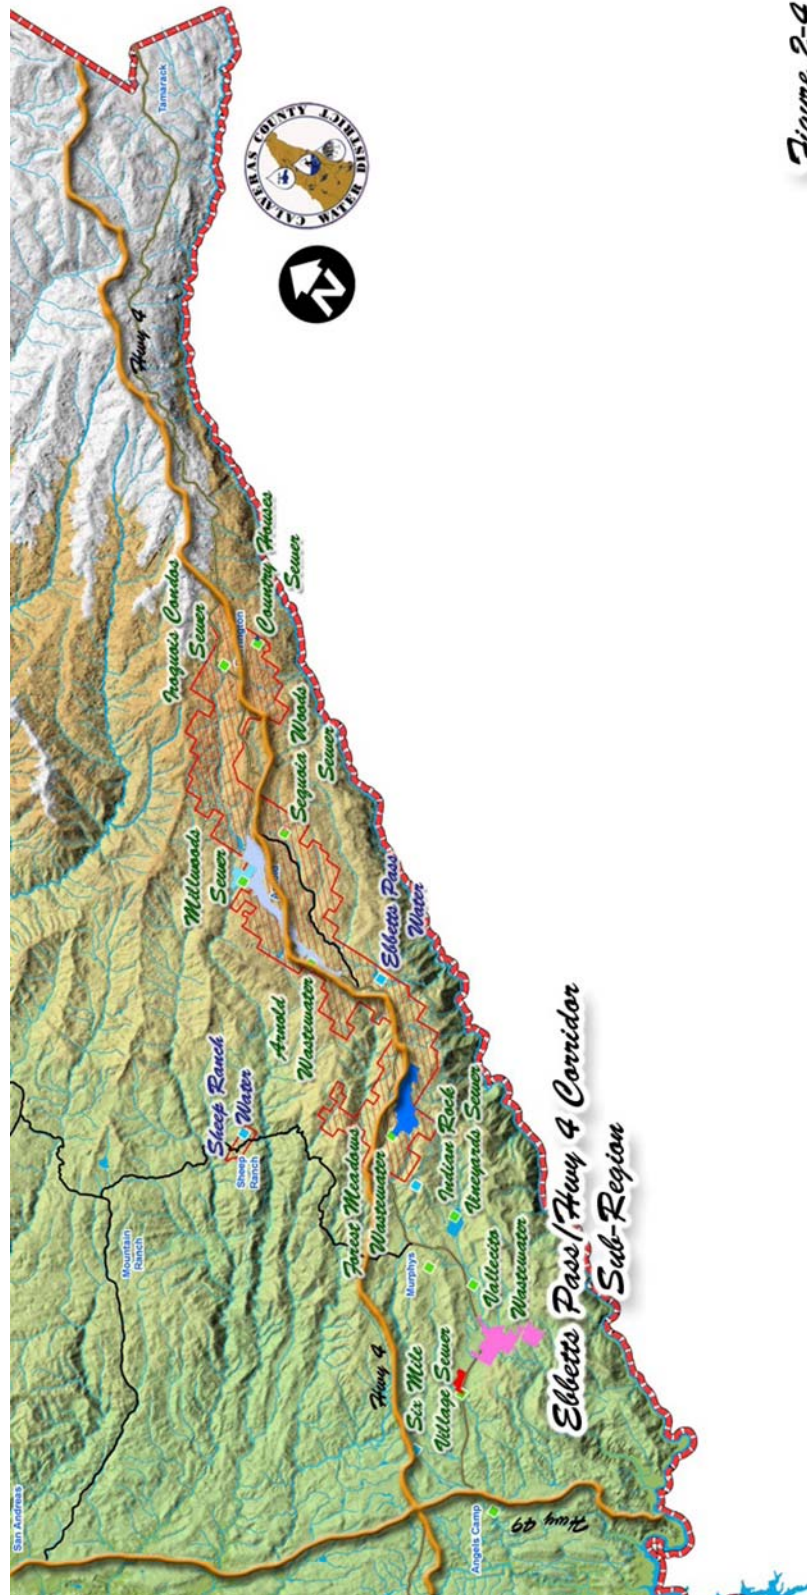 Tamarack
CALAVERAS COUNTY
WATER DISTRICT
N
Hwy 4
Iroquois Condos
Sewer
Country Houses
Sewer
Sequoia Woods
Sewer
Millwoods
Sewer
Ebbetts Pass
Water
Arnold
Wastewater
Sheep Ranch
Water
Sheep
Ranch
Mountain
Ranch
Forest Meadows
Wastewater
Indian Rock
Vineyards Sewer
Murphys
Vallecito
Wastewater
Six Mile
Village Sewer
Hwy 4
San Andreas
Angels Camp
Hwy 49
Ebbetts Pass/Hwy 4 Corridor
Sub-Region
Figure 2-4